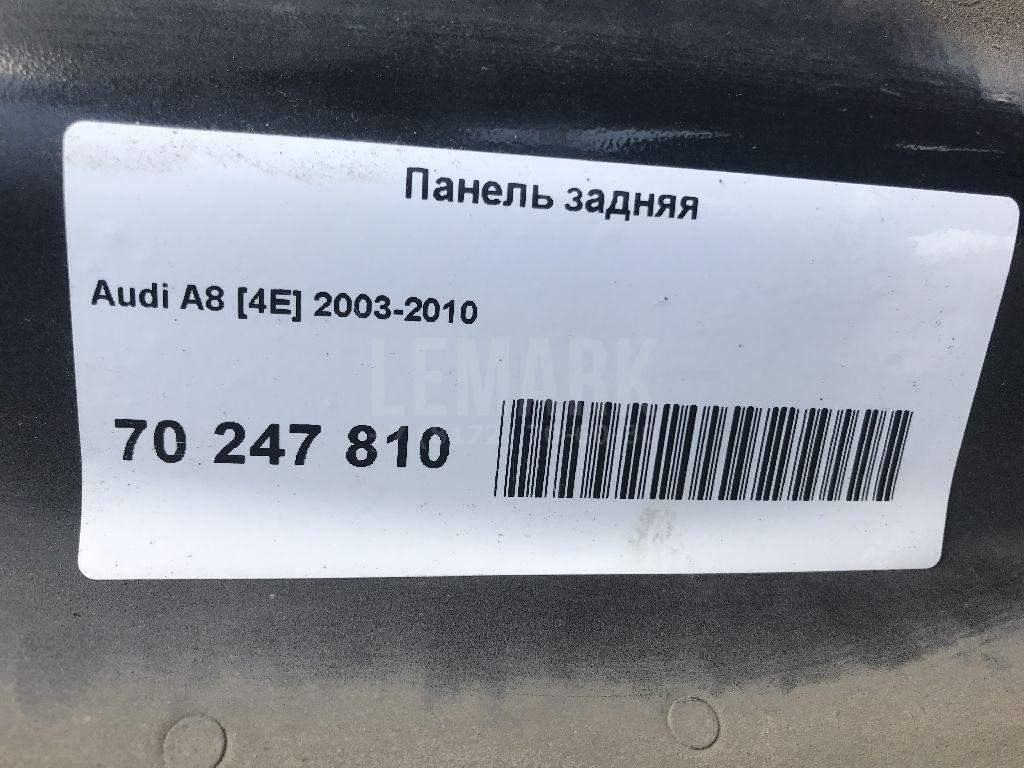 Панель задняя
Audi A8 [4E] 2003-2010
LEMARK
70 247 810